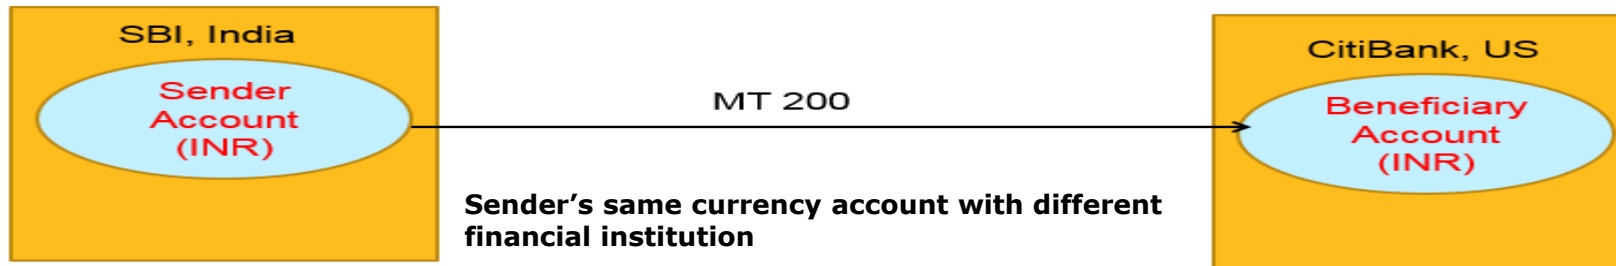 SBI, India
Sender
Account
(INR)
MT 200
Sender’s same currency account with different
financial institution
CitiBank, US
Beneficiary
Account
(INR)